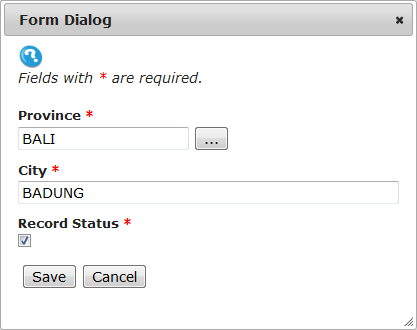 Form Dialog
Fields with * are required.
Province *
BALI ...
City *
BADUNG
Record Status *
Save Cancel